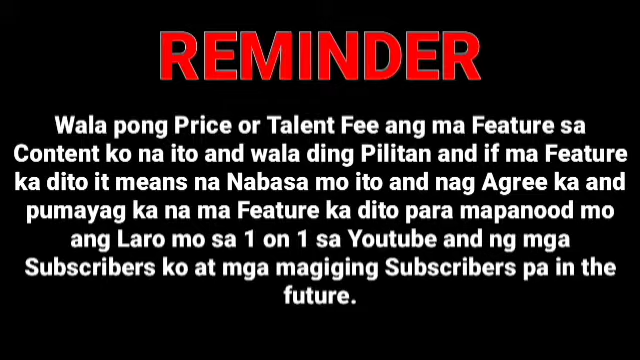 REMINDER
Wala pong Price or Talent Fee ang ma Feature sa
Content ko na ito and wala ding Pilitan and if ma Feature
ka dito it means na Nabasa mo ito and nag Agree ka and
pumayag ka na ma Feature ka dito para mapanood mo
ang Laro mo sa 1 on 1 sa Youtube and ng mga
Subscribers ko at mga magiging Subscribers pa in the
future.